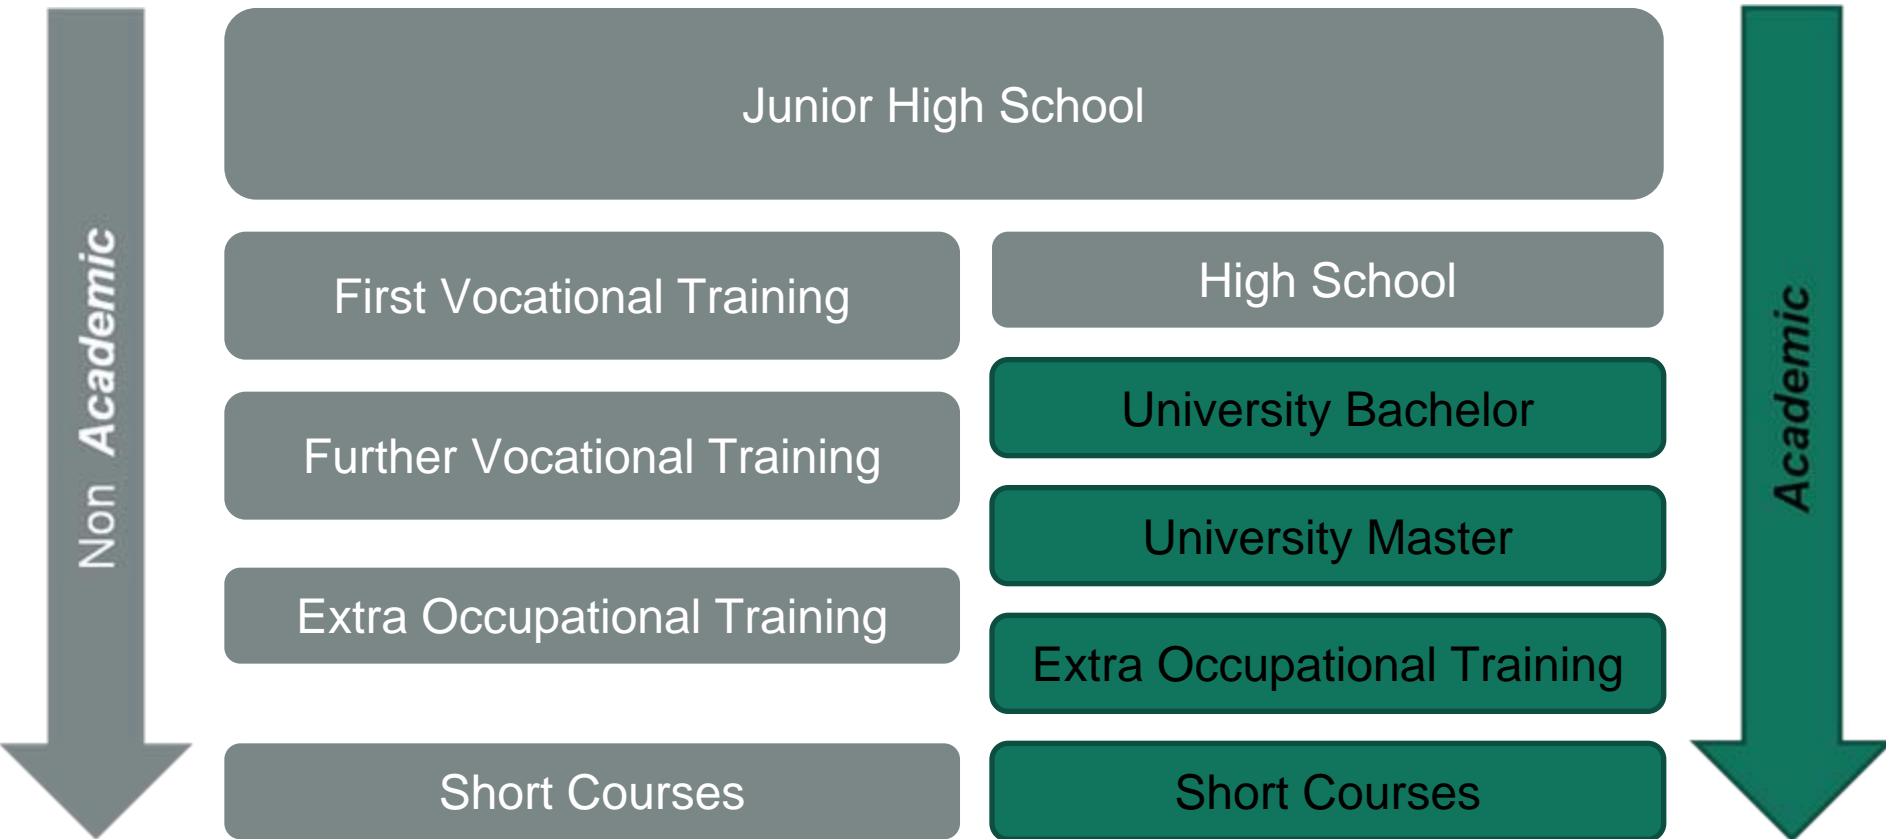 Non Academic
Junior High School
First Vocational Training
Further Vocational Training
Extra Occupational Training
Short Courses
High School
University Bachelor
University Master
Extra Occupational Training
Short Courses
Academic